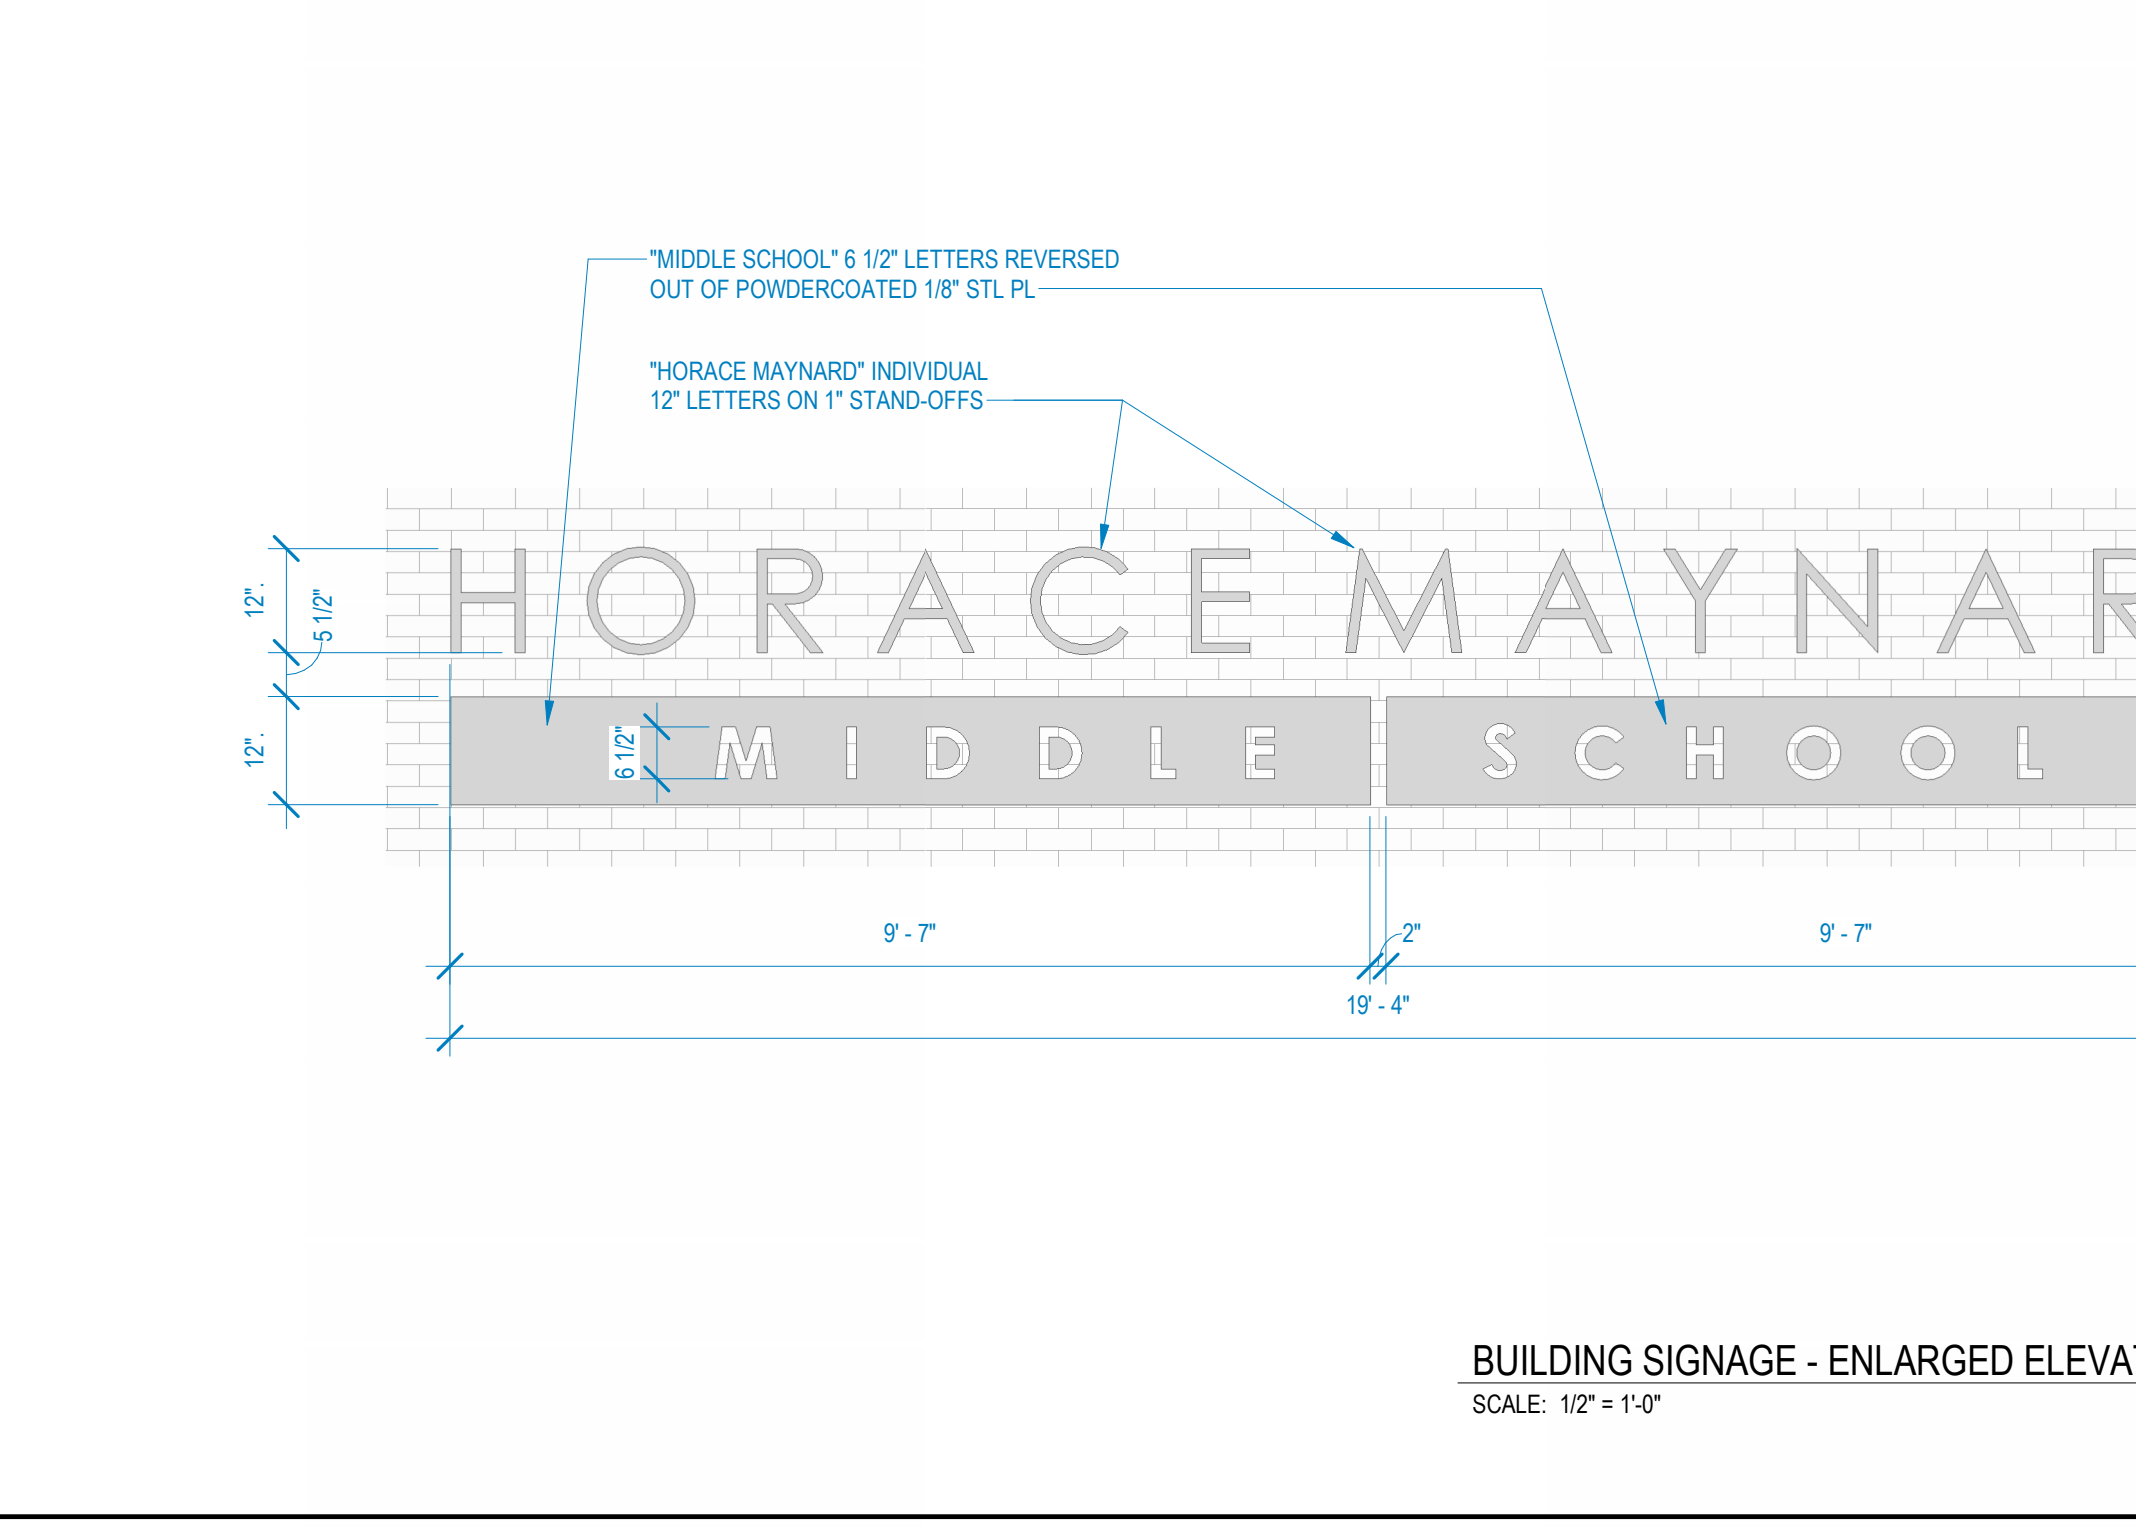 "MIDDLE SCHOOL" 6 1/2" LETTERS REVERSED
OUT OF POWDERCOATED 1/8" STL PL
"HORACE MAYNARD" INDIVIDUAL
12" LETTERS ON 1" STAND-OFFS
12".
5 1/2"
HORACE MAYNAR
12".
6 1/2"
MIDDLE SCHOOL
9' - 7"
2"
9' - 7"
19' - 4"
BUILDING SIGNAGE - ENLARGED ELEVAT
SCALE: 1/2" = 1'-0"